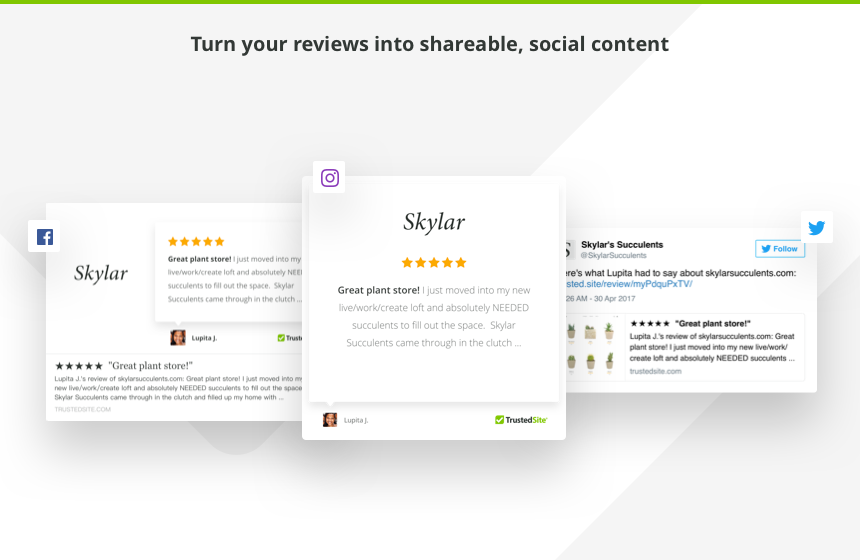 Turn your reviews into shareable, social content
Skylar
Great plant store! I just moved into my
live/work/create loft and absolutely
succulents to fill out the space. Skylar
Succulents came through in the clutch ...
Lupita J.
★★★★★ "Great plant store!"
Lupita J.'s review of skylarsucculents.com: Great plant store! I just moved into my
new live/work/create loft and absolutely NEEDED succulents to fill out the space.
Skylar Succulents came through in the clutch and filled up my home with ...
TRUSTEDSITE.COM
Skylar
Great plant store! I just moved into my new
live/work/create loft and absolutely NEEDED
succulents to fill out the space. Skylar
Succulents came through in the clutch ...
Lupita J.
TrustedSite
S
Skylar's Succulents
@SkylarSucculents
Follow
what Lupita had to say about skylarsucculents.com:
sted.site/review/myPdquPxTV/
26 AM - 30 Apr 2017
★★★★★ "Great plant store!"
Lupita J.'s review of skylarsucculents.com: Great
plant store! I just moved into my new live/work/
create loft and absolutely NEEDED succulents ...
trustedsite.com